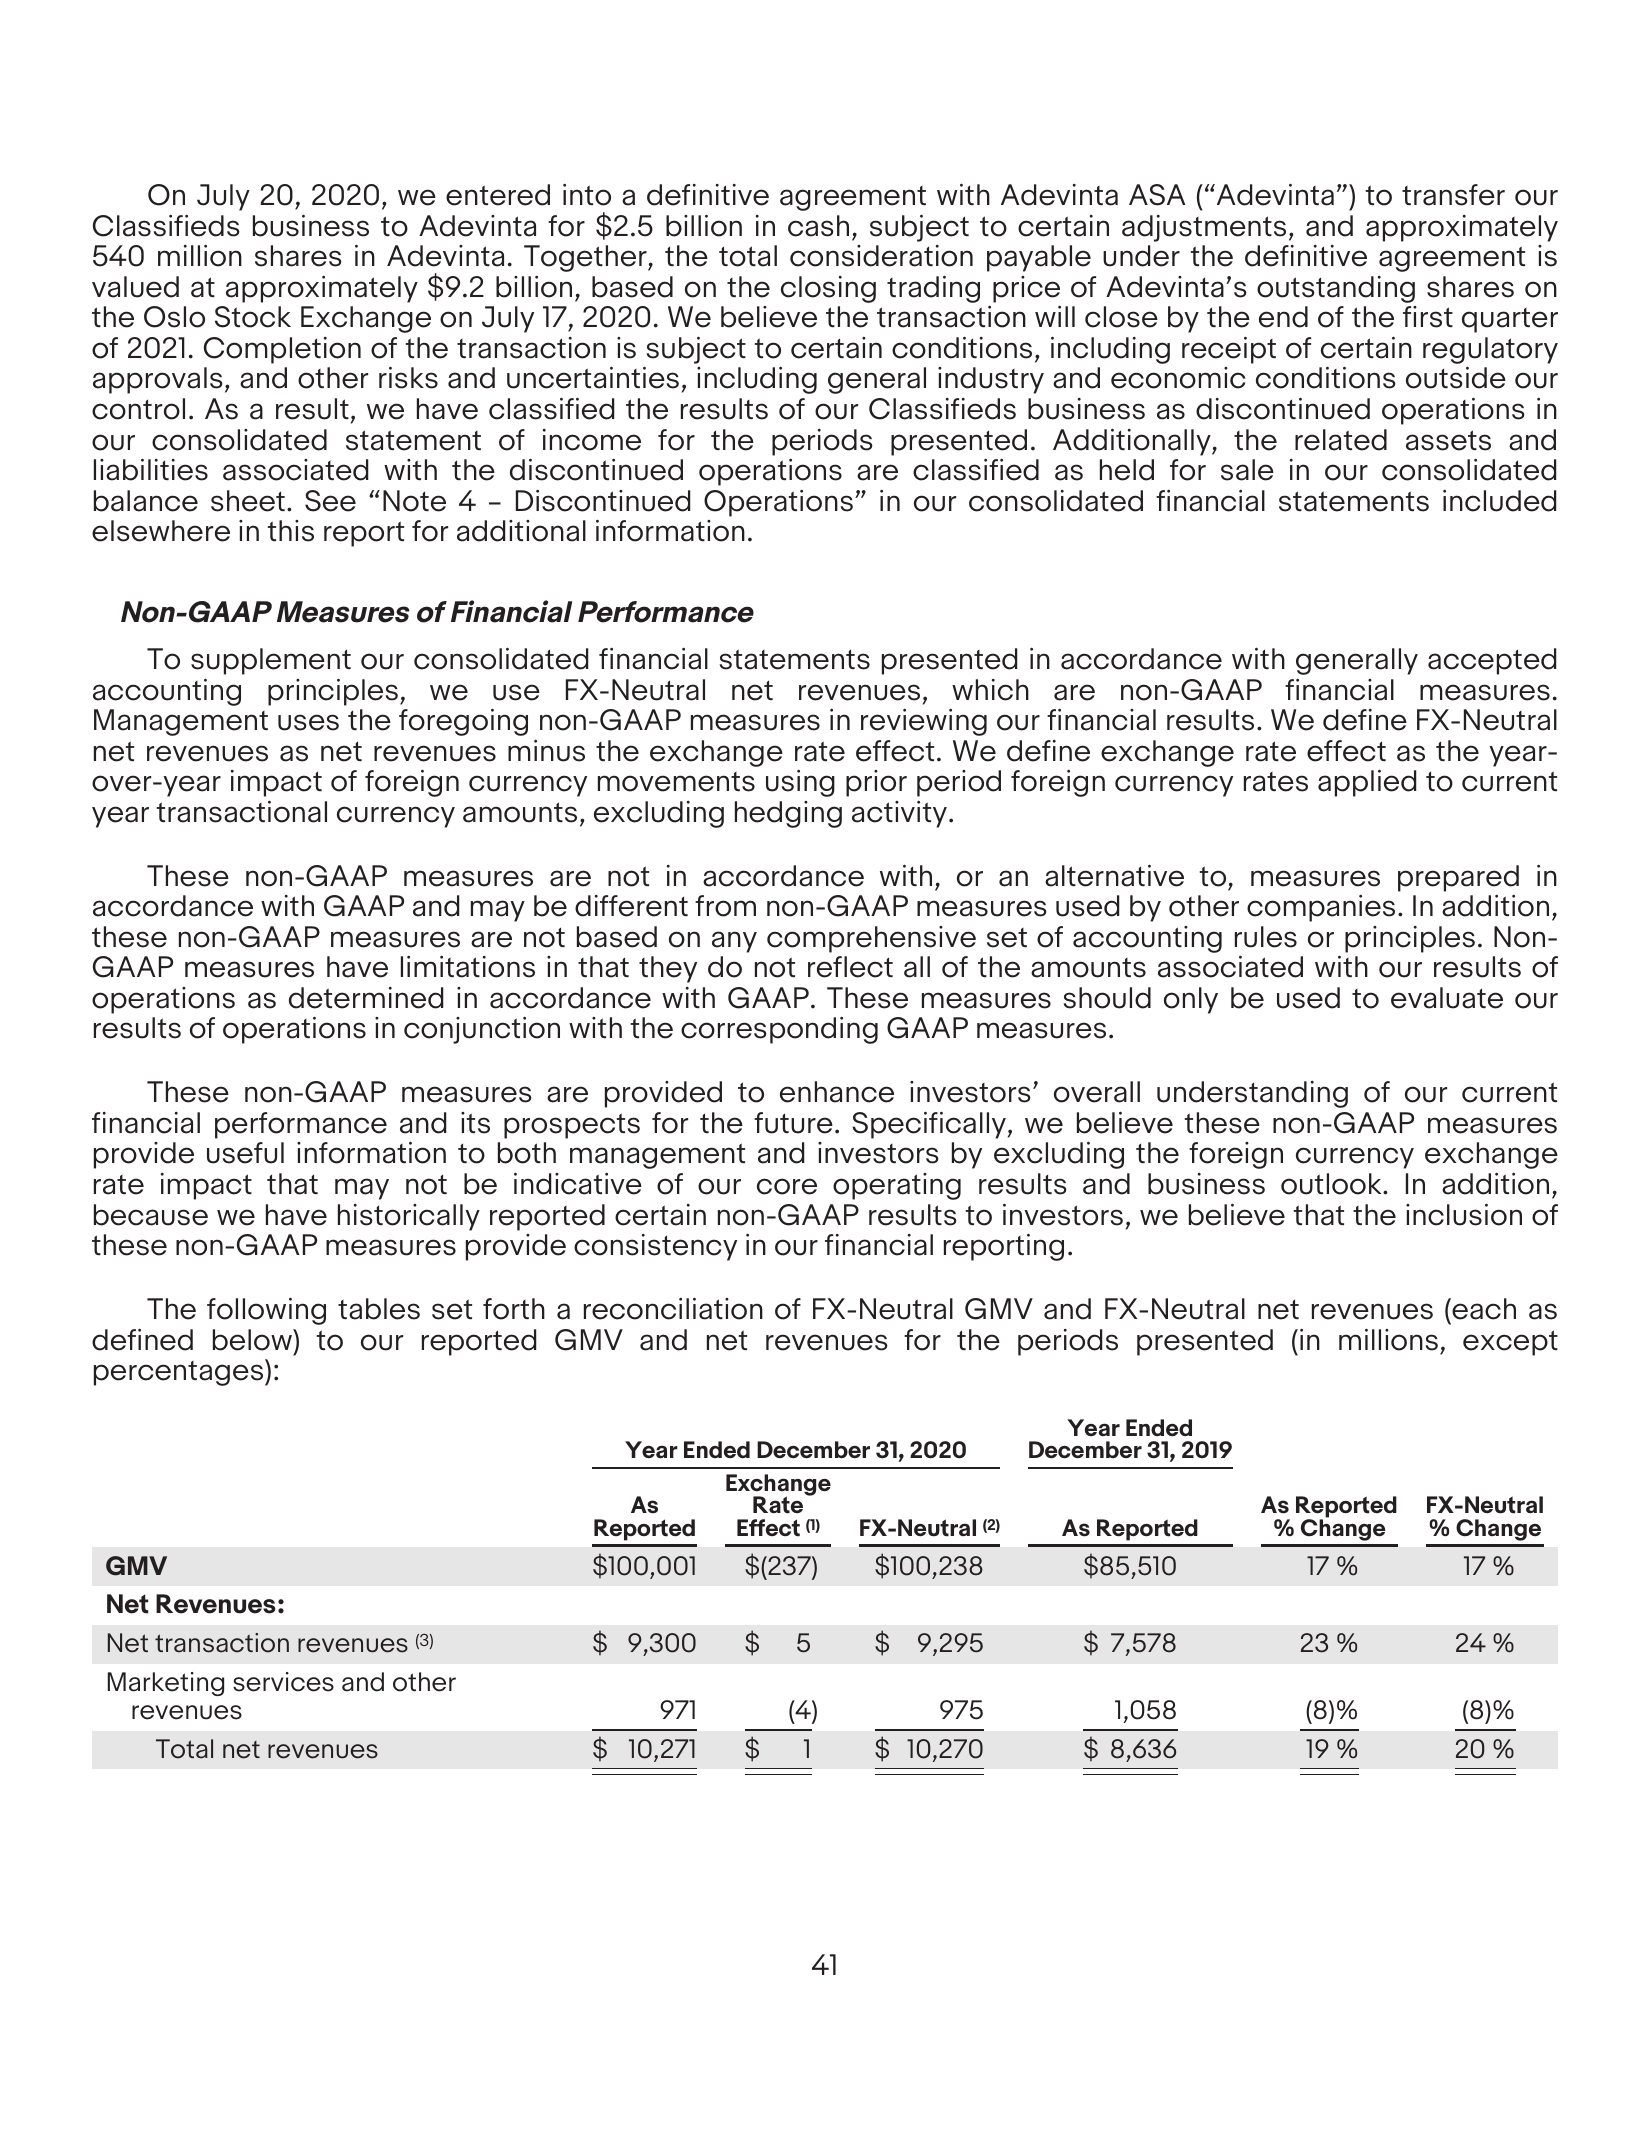 On July 20, 2020, we entered into a definitive agreement with Adevinta ASA (“Adevinta”) to transfer our
Classifieds business to Adevinta for $2.5 billion in cash, subject to certain adjustments, and approximately
540 million shares in Adevinta. Together, the total consideration payable under the definitive agreement is
valued at approximately $9.2 billion, based on the closing trading price of Adevinta’s outstanding shares on
the Oslo Stock Exchange on July 17, 2020. We believe the transaction will close by the end of the first quarter
of 2021. Completion of the transaction is subject to certain conditions, including receipt of certain regulatory
approvals, and other risks and uncertainties, including general industry and economic conditions outside our
control. As a result, we have classified the results of our Classifieds business as discontinued operations in
our consolidated statement of income for the periods presented. Additionally, the related assets and
liabilities associated with the discontinued operations are classified as held for sale in our consolidated
balance sheet. See “Note 4 – Discontinued Operations” in our consolidated financial statements included
elsewhere in this report for additional information.
Non-GAAP Measures of Financial Performance
To supplement our consolidated financial statements presented in accordance with generally accepted
accounting principles, we use FX-Neutral net revenues, which are non-GAAP financial measures.
Management uses the foregoing non-GAAP measures in reviewing our financial results. We define FX-Neutral
net revenues as net revenues minus the exchange rate effect. We define exchange rate effect as the year-
over-year impact of foreign currency movements using prior period foreign currency rates applied to current
year transactional currency amounts, excluding hedging activity.
These non-GAAP measures are not in accordance with, or an alternative to, measures prepared in
accordance with GAAP and may be different from non-GAAP measures used by other companies. In addition,
these non-GAAP measures are not based on any comprehensive set of accounting rules or principles. Non-
GAAP measures have limitations in that they do not reflect all of the amounts associated with our results of
operations as determined in accordance with GAAP. These measures should only be used to evaluate our
results of operations in conjunction with the corresponding GAAP measures.
These non-GAAP measures are provided to enhance investors’ overall understanding of our current
financial performance and its prospects for the future. Specifically, we believe these non-GAAP measures
provide useful information to both management and investors by excluding the foreign currency exchange
rate impact that may not be indicative of our core operating results and business outlook. In addition,
because we have historically reported certain non-GAAP results to investors, we believe that the inclusion of
these non-GAAP measures provide consistency in our financial reporting.
The following tables set forth a reconciliation of FX-Neutral GMV and FX-Neutral net revenues (each as
defined below) to our reported GMV and net revenues for the periods presented (in millions, except
percentages):
Year Ended
Year Ended December 31, 2020 December 31, 2019
Exchange
As Rate As Reported FX-Neutral
Reported Effect (1) FX-Neutral (2) As Reported % Change % Change
GMV $100,001 $(237) $100,238 $85,510 17 % 17 %
Net Revenues:
Net transaction revenues (3) $ 9,300 $ 5 $ 9,295 $ 7,578 23 % 24 %
Marketing services and other
revenues 971 (4) 975 1,058 (8)% (8)%
Total net revenues $ 10,271 $ 1 $ 10,270 $ 8,636 19 % 20 %
41